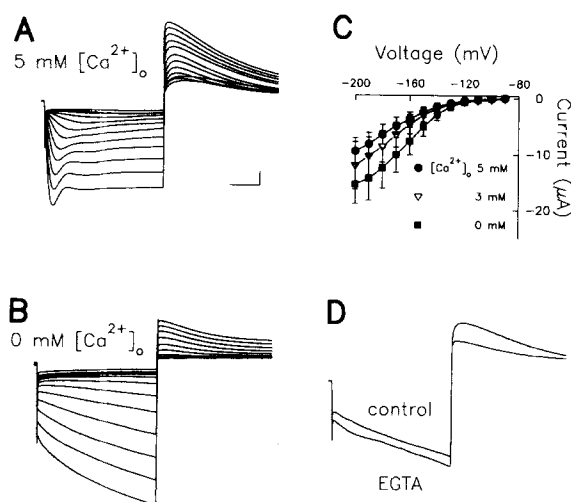 A
5 mM [Ca²⁺]ₒ
B
0 mM [Ca²⁺]ₒ
C
Voltage (mV)
−200 −160 −120 −80
0
−10
−20
Current (μA)
[Ca²⁺]ₒ 5 mM
3 mM
0 mM
D
control
EGTA